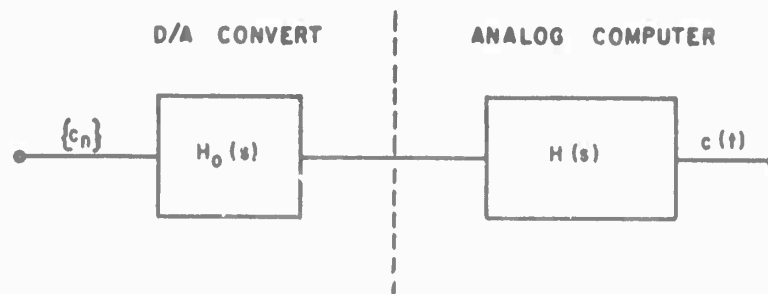 D/A CONVERT
ANALOG COMPUTER
{cn}
H₀(s)
H(s)
c(t)